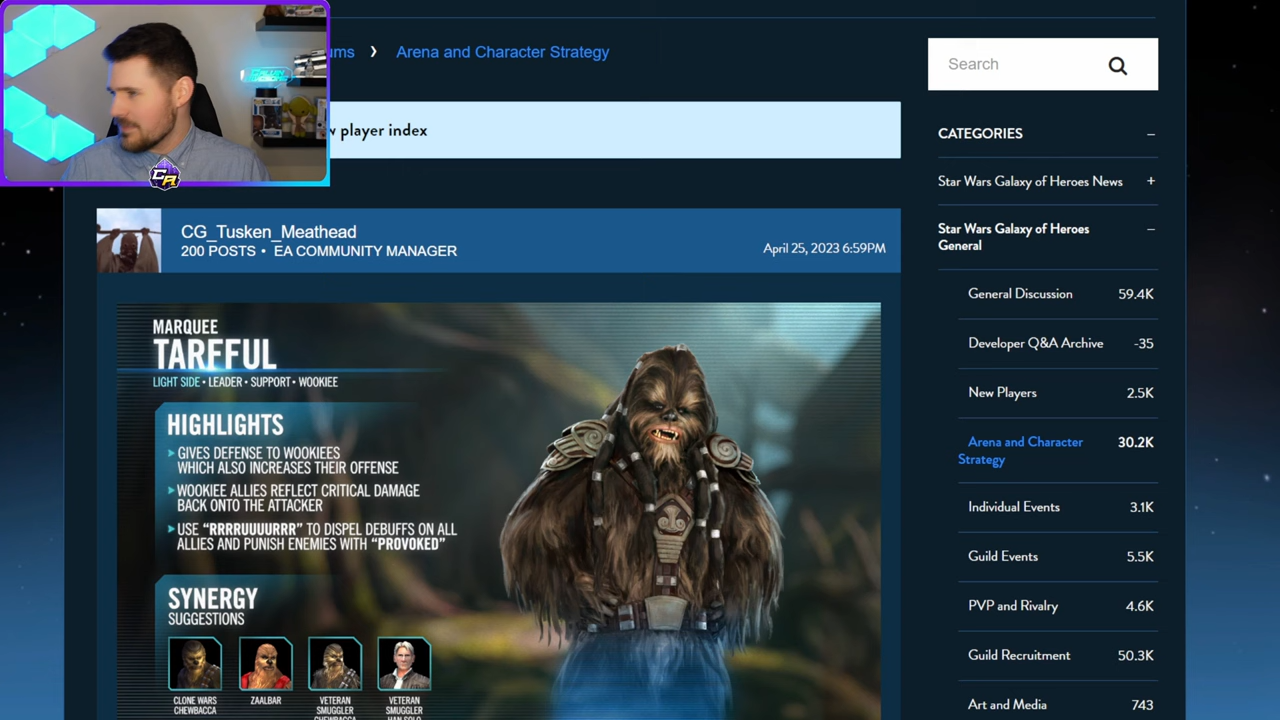 ums › Arena and Character Strategy
Search
w player index
CG_Tusken_Meathead
200 POSTS • EA COMMUNITY MANAGER
April 25, 2023 6:59PM
MARQUEE
TARFFUL
LIGHT SIDE • LEADER • SUPPORT • WOOKIEE
HIGHLIGHTS
GIVES DEFENSE TO WOOKIEES
WHICH ALSO INCREASES THEIR OFFENSE
WOOKIEE ALLIES REFLECT CRITICAL DAMAGE
BACK ONTO THE ATTACKER
USE “RRRRUUUURRR” TO DISPEL DEBUFFS ON ALL
ALLIES AND PUNISH ENEMIES WITH “PROVOKED”
SYNERGY
SUGGESTIONS
CLONE WARS
CHEWBACCA
ZAALBAR
VETERAN
SMUGGLER
CHEWBACCA
VETERAN
SMUGGLER
HAN SOLO
CATEGORIES –
Star Wars Galaxy of Heroes News +
Star Wars Galaxy of Heroes –
General
General Discussion 59.4K
Developer Q&A Archive -35
New Players 2.5K
Arena and Character 30.2K
Strategy
Individual Events 3.1K
Guild Events 5.5K
PVP and Rivalry 4.6K
Guild Recruitment 50.3K
Art and Media 743
CA